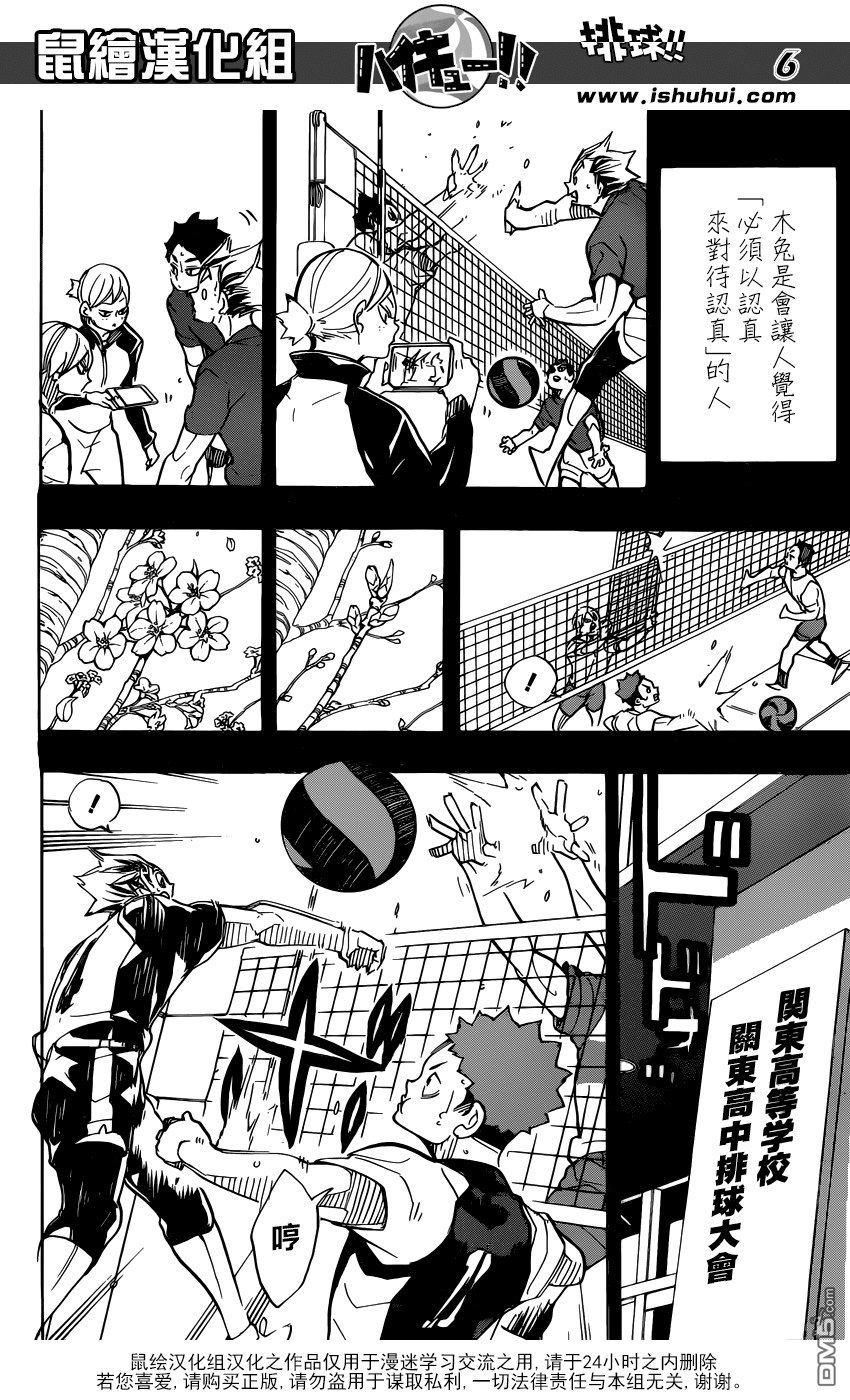 鼠繪漢化組
ハイキュー!!
排球!!
6
www.ishuhui.com
木兔是會讓人覺得
「必須以認真
來對待認真」的人
!
!
関東高等学校
關東高中排球大會
哼
DM5.com
鼠绘汉化组汉化之作品仅用于漫迷学习交流之用, 请于24小时之内删除
若您喜爱, 请购买正版, 请勿盗用于谋取私利, 一切法律责任与本组无关, 谢谢。